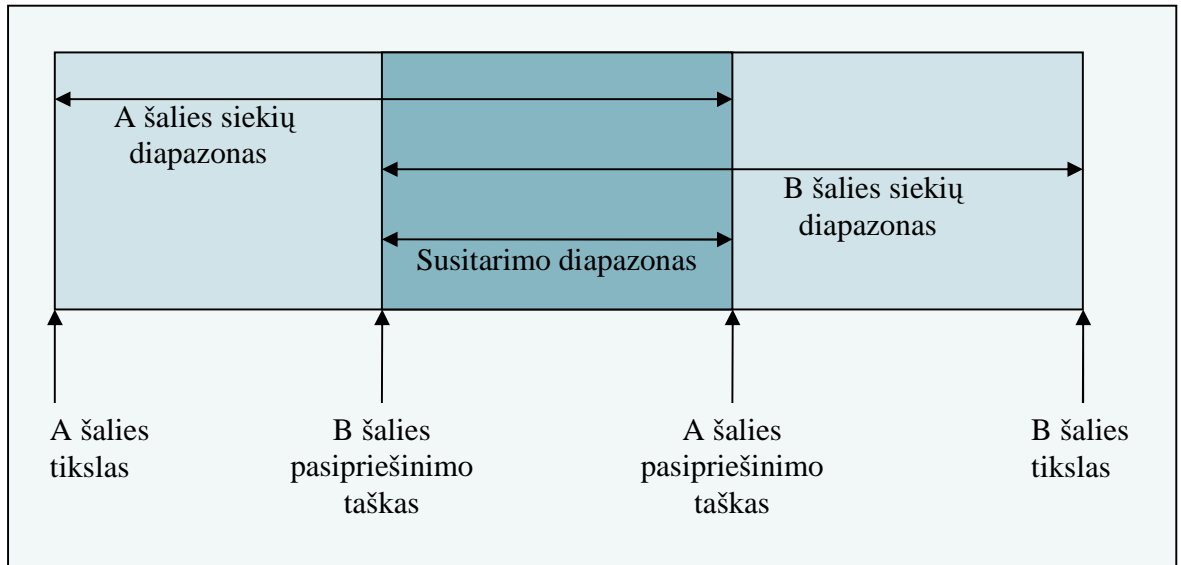 A šalies siekių
diapazonas
B šalies siekių
diapazonas
Susitarimo diapazonas
A šalies
tikslas
B šalies
pasipriešinimo
taškas
A šalies
pasipriešinimo
taškas
B šalies
tikslas